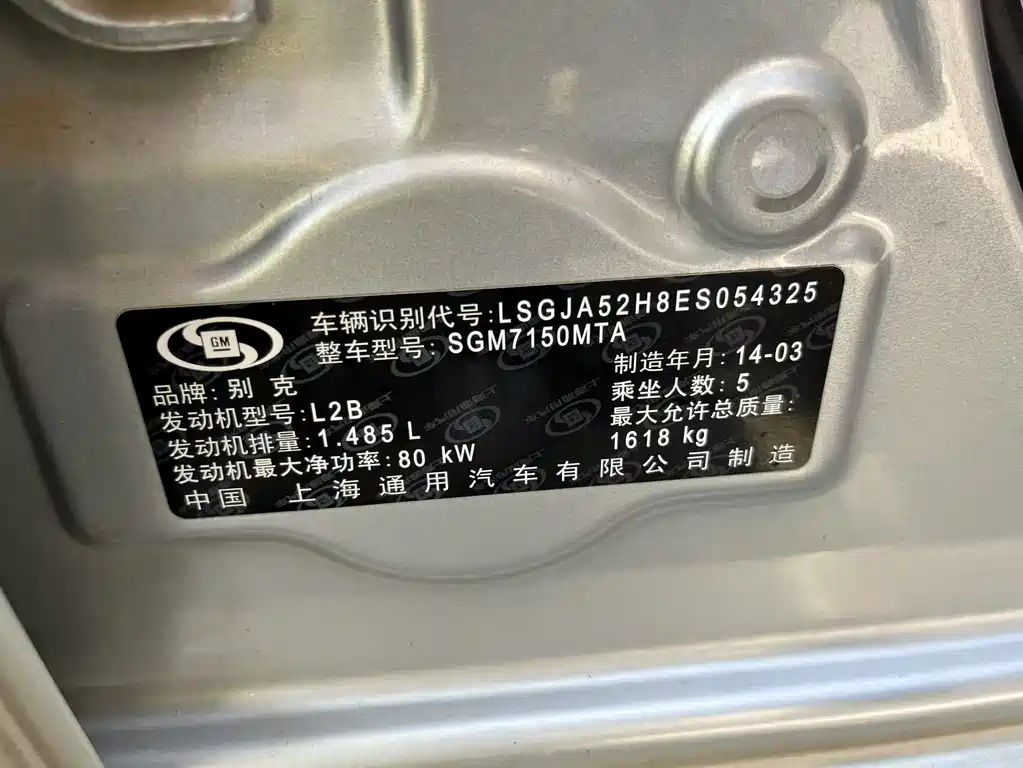 GM
车辆识别代号:LSGJA52H8ES054325
整车型号: SGM7150MTA
品牌: 别 克
制造年月: 14-03
发动机型号:L2B
乘坐人数: 5
发动机排量:1.485 L
最大允许总质量:
1618 kg
发动机最大净功率:80 kW
中国 上海通用汽车有限公司制造